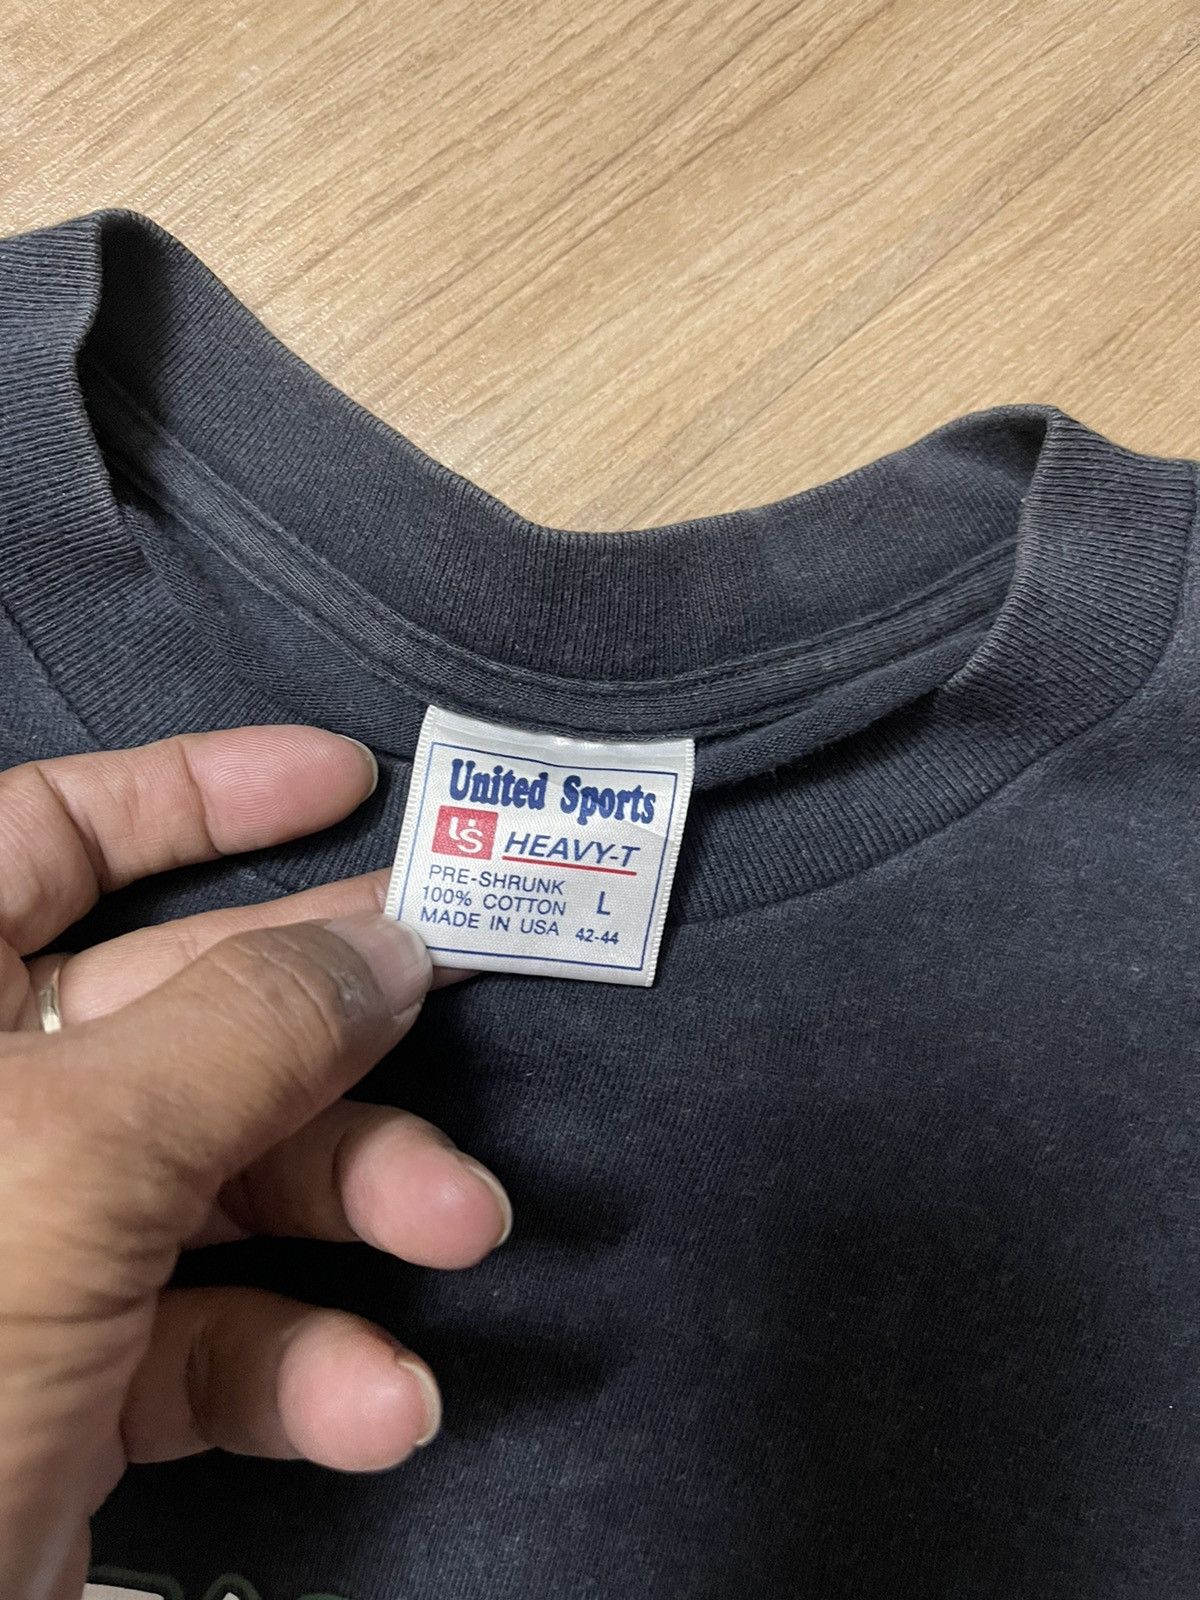 United Sports
US HEAVY-T
PRE-SHRUNK
100% COTTON L
MADE IN USA 42-44